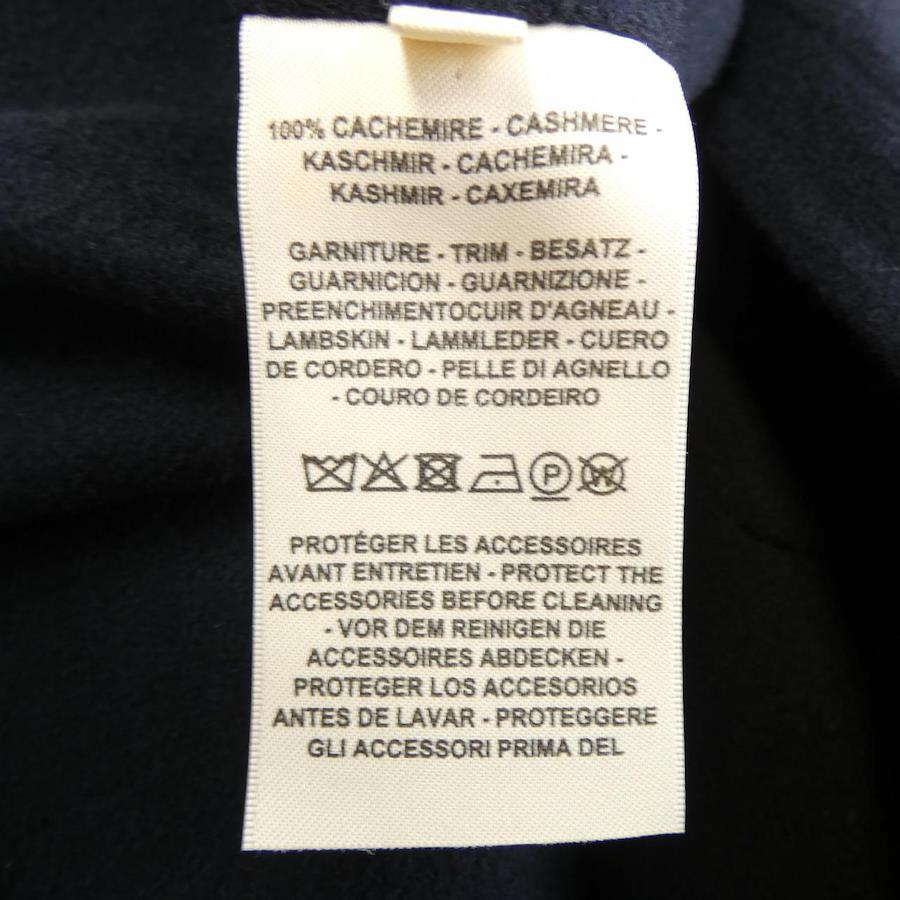 100% CACHEMIRE - CASHMERE -
KASCHMIR - CACHEMIRA -
KASHMIR - CAXEMIRA
GARNITURE - TRIM - BESATZ -
GUARNICION - GUARNIZIONE -
PREENCHIMENTOCUIR D'AGNEAU -
LAMBSKIN - LAMMLEDER - CUERO
DE CORDERO - PELLE DI AGNELLO
- COURO DE CORDEIRO
P W
PROTÉGER LES ACCESSOIRES
AVANT ENTRETIEN - PROTECT THE
ACCESSORIES BEFORE CLEANING
- VOR DEM REINIGEN DIE
ACCESSOIRES ABDECKEN -
PROTEGER LOS ACCESORIOS
ANTES DE LAVAR - PROTEGGERE
GLI ACCESSORI PRIMA DEL